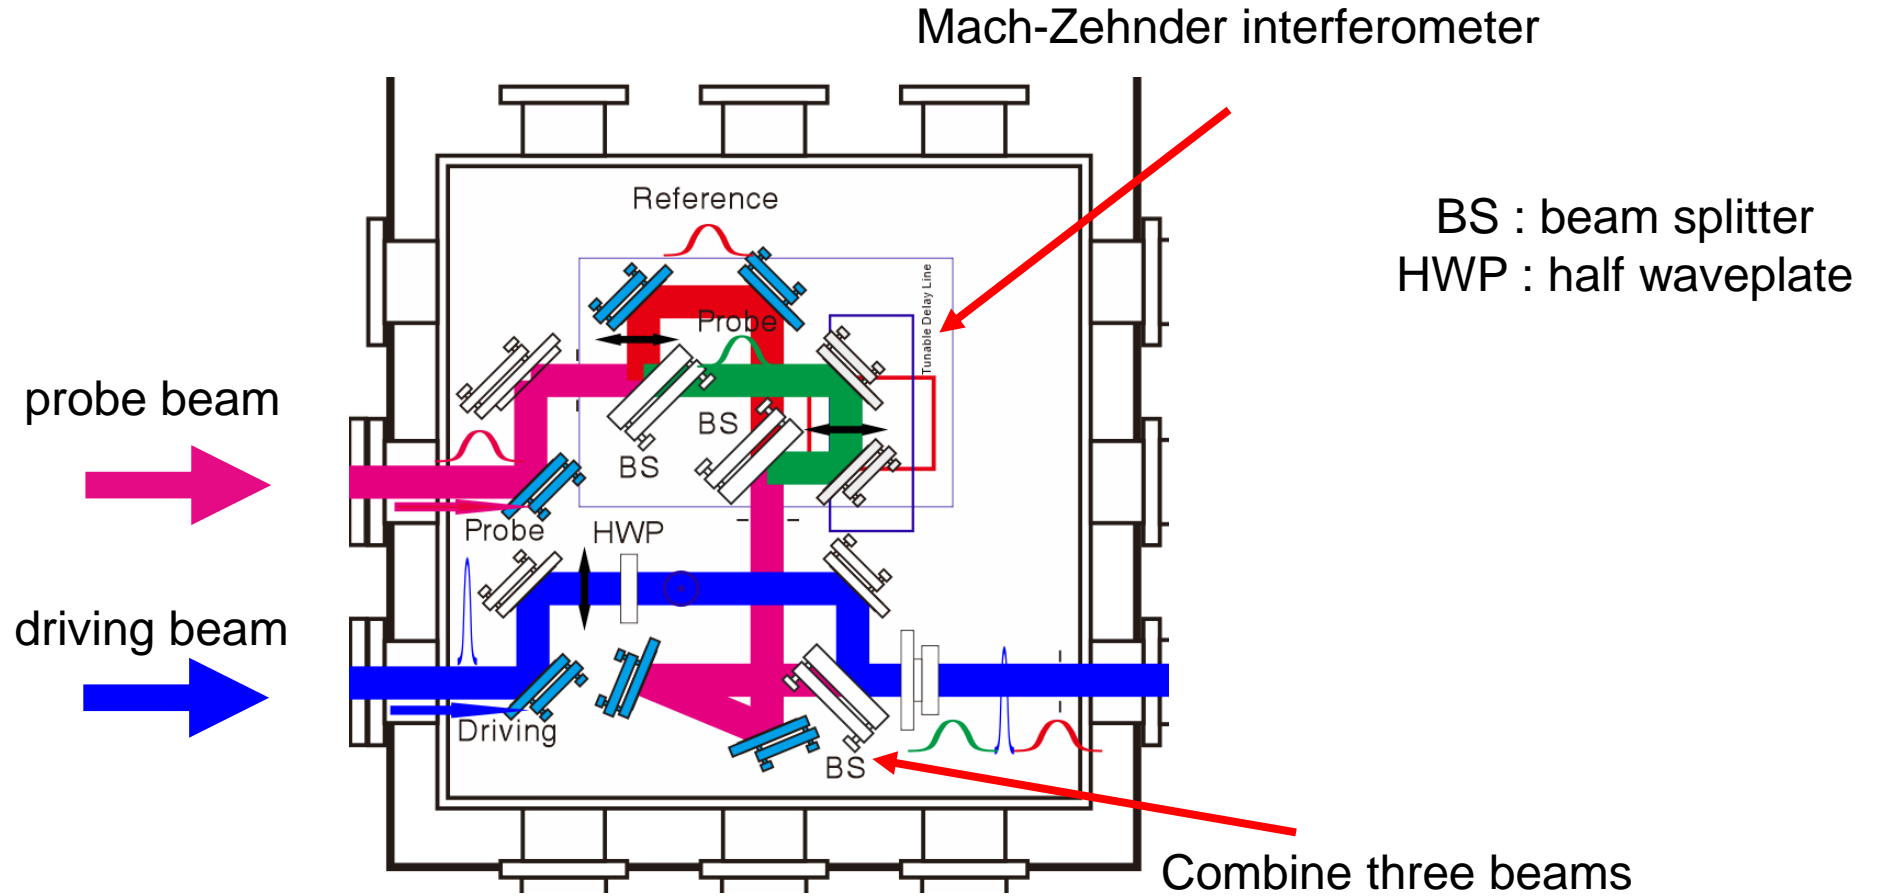 Mach-Zehnder interferometer
BS : beam splitter
HWP : half waveplate
Reference
Tunable Delay Line
Probe
probe beam
BS
BS
Probe
HWP
driving beam
Driving
BS
Combine three beams